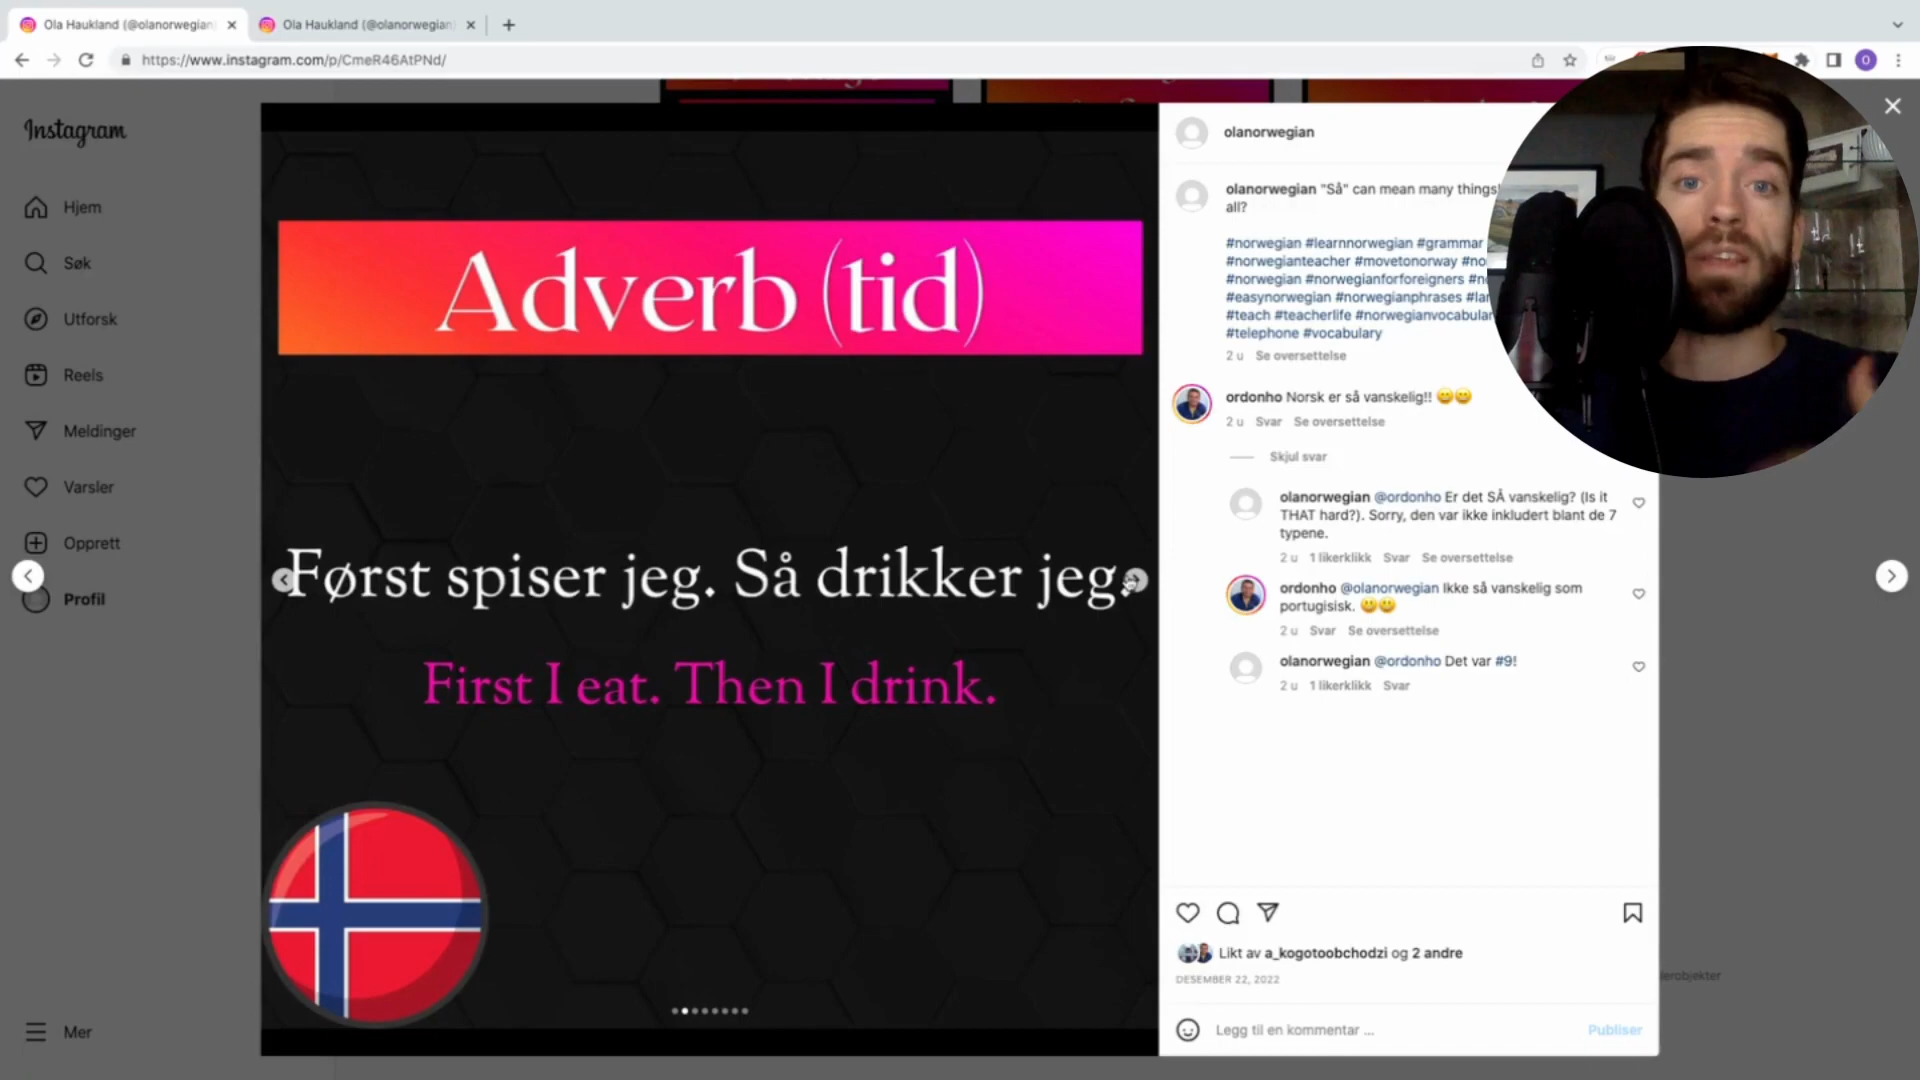 Ola Haukland (@olanorwegian)
Ola Haukland (@olanorwegian)
https://www.instagram.com/p/CmeR46AtPNd/
O
Instagram
Hjem
Søk
Utforsk
Reels
Meldinger
Varsler
Opprett
Profil
Mer
Adverb (tid)
Først spiser jeg. Så drikker jeg.
First I eat. Then I drink.
olanorwegian
olanorwegian "Så" can mean many things!
all?
#norwegian #learnnorwegian #grammar
#norwegianteacher #movetonorway
#norwegian #norwegianforforeigners
#easynorwegian #norwegianphrases
#teach #teacherlife
#telephone #vocabulary
2 u Se oversettelse
ordonho Norsk er så vanskelig!! 😄😄
2 u Svar Se oversettelse
Skjul svar
olanorwegian @ordonho Er det SÅ vanskelig? (Is it
THAT hard?). Sorry, den var ikke inkludert blant de 7
typene.
2 u 1 likerklikk Svar Se oversettelse
ordonho @olanorwegian Ikke så vanskelig som
portugisisk. 😃😃
2 u Svar Se oversettelse
olanorwegian @ordonho Det var #9!
2 u 1 likerklikk Svar
Likt av a_kogotoobchodzi og 2 andre
DESEMBER 22, 2022
Legg til en kommentar ...
Publiser